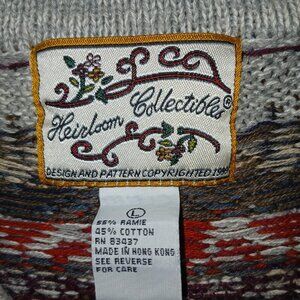 Heirloom Collectibles®
DESIGN AND PATTERN COPYRIGHTED
L
55% RAMIE
45% COTTON
RN 83437
MADE IN HONG KONG
SEE REVERSE
FOR CARE